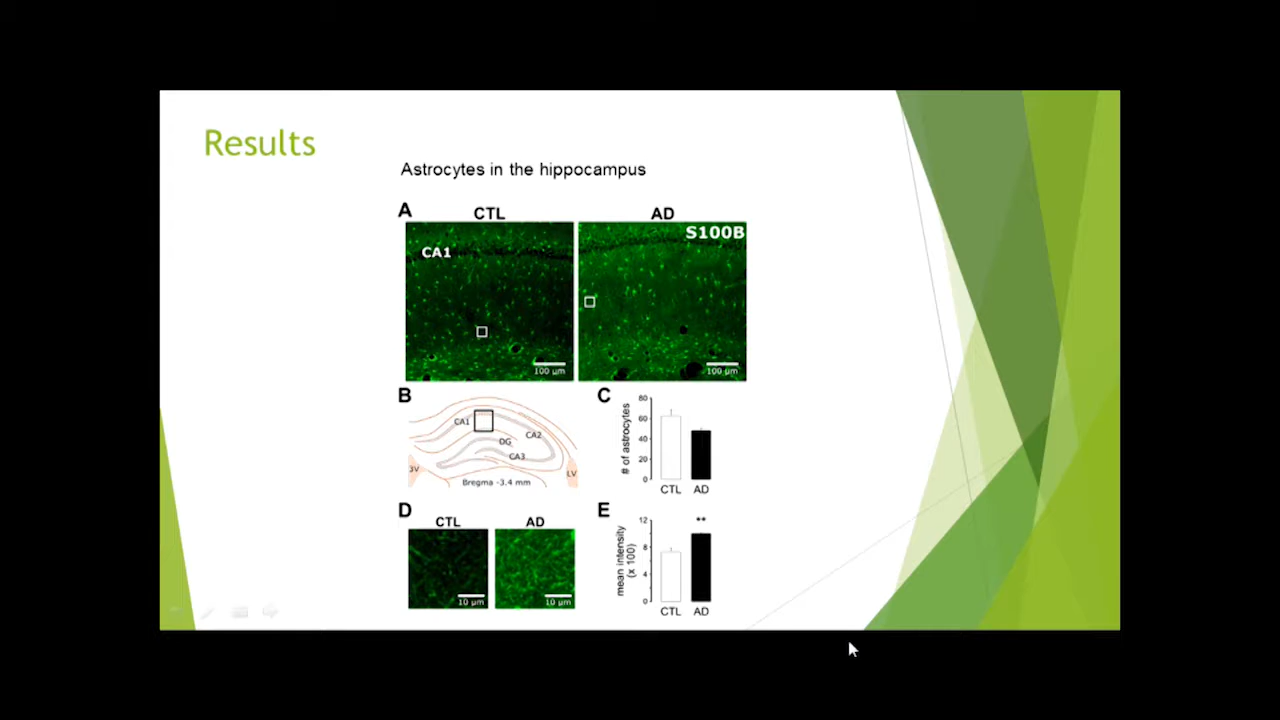 Results
Astrocytes in the hippocampus
A
CTL
AD
CA1
S100B
100 µm
100 µm
B
CA1
CA2
DG
CA3
3V
LV
Bregma -3.4 mm
C
# of astrocytes
80
60
40
20
0
CTL
AD
D
CTL
AD
10 µm
10 µm
E
mean intensity
(x 100)
12
8
4
0
**
CTL
AD